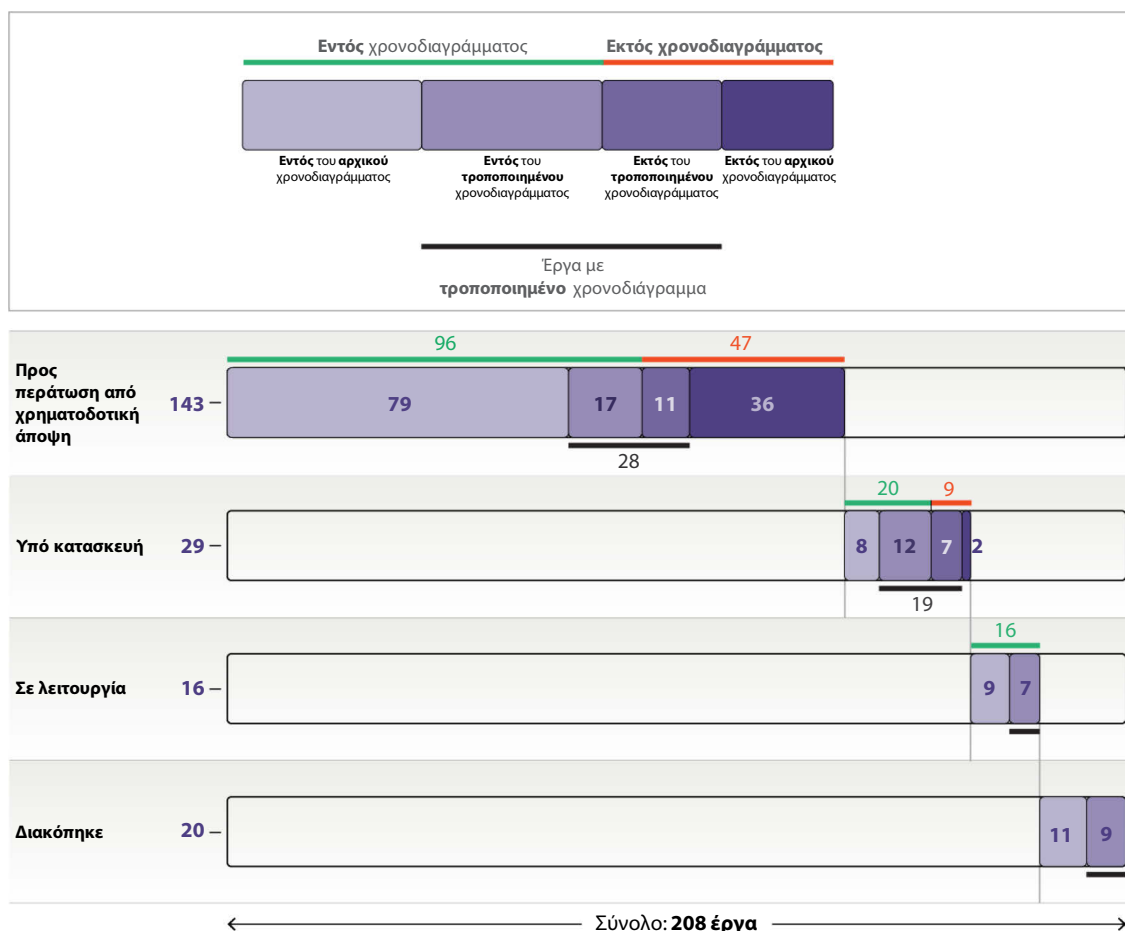 Εντός χρονοδιαγράμματος
Εκτός χρονοδιαγράμματος
Εντός του αρχικού
χρονοδιαγράμματος
Εντός του
τροποποιημένου
χρονοδιαγράμματος
Εκτός του
τροποποιημένου
χρονοδιαγράμματος
Εκτός του αρχικού
χρονοδιαγράμματος
Έργα με
τροποποιημένο χρονοδιάγραμμα
Προς
περάτωση από
χρηματοδοτική
άποψη
143
96
47
79
17
11
36
28
Υπό κατασκευή
29
20
9
8
12
7
2
19
Σε λειτουργία
16
16
9
7
Διακόπηκε
20
11
9
Σύνολο: 208 έργα